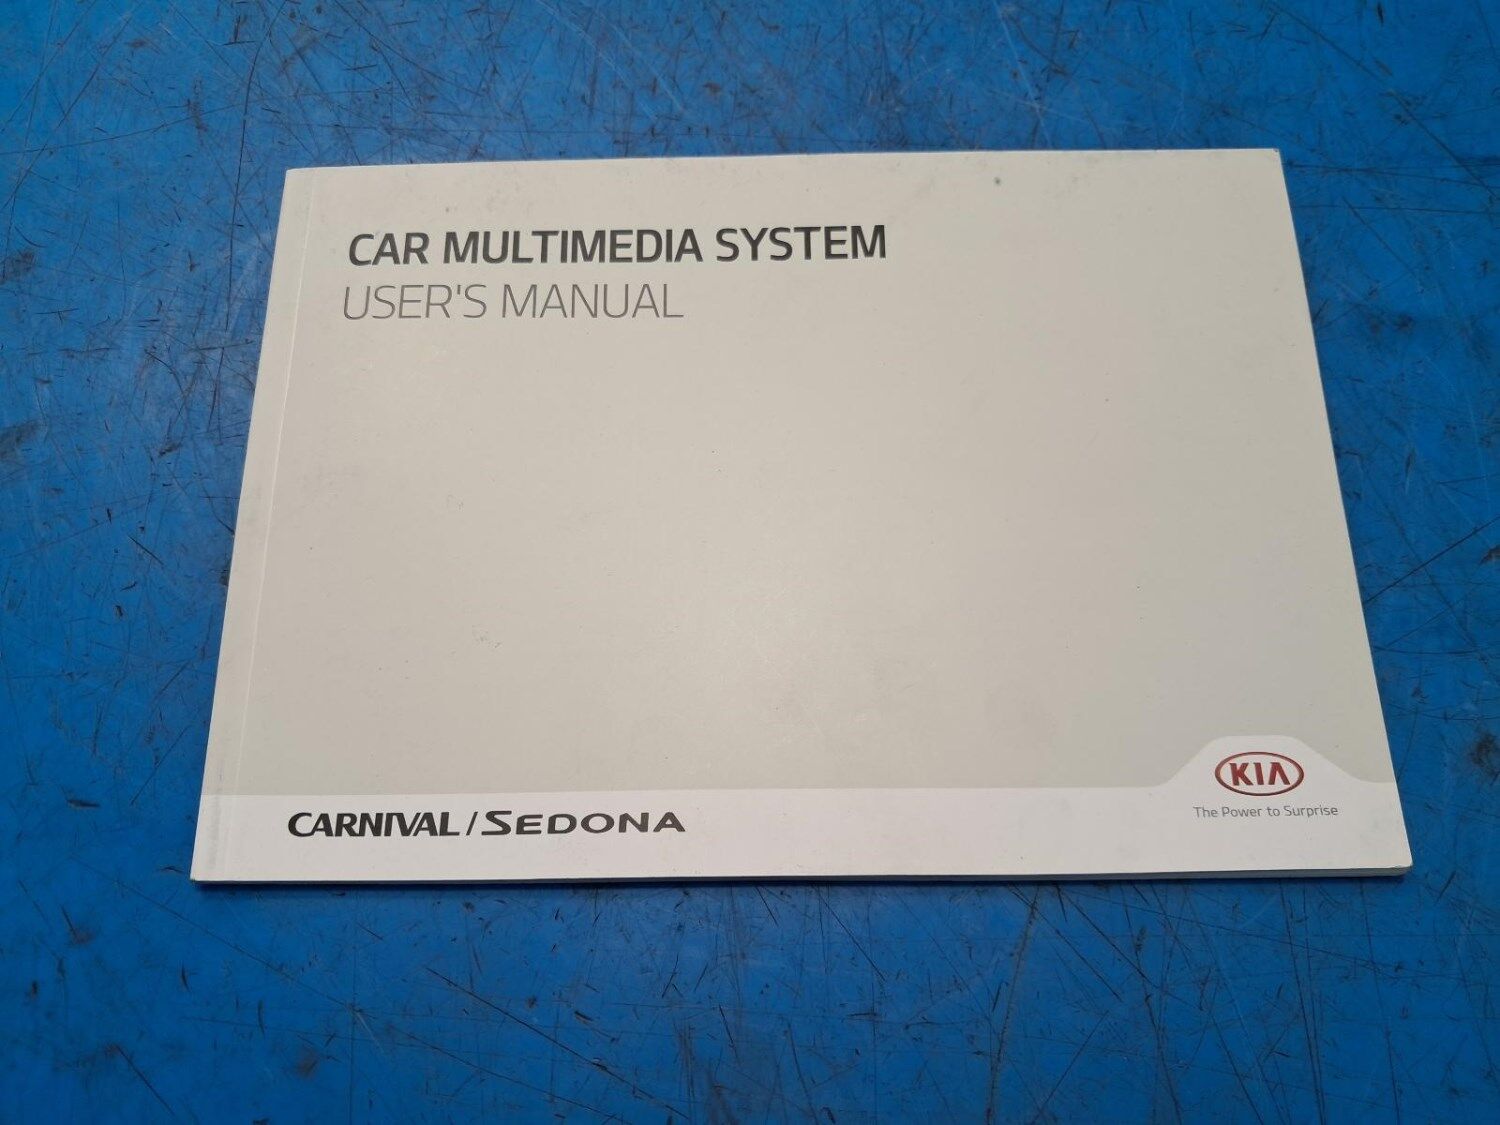 CAR MULTIMEDIA SYSTEM
USER'S MANUAL
KIA
The Power to Surprise
CARNIVAL / SEDONA